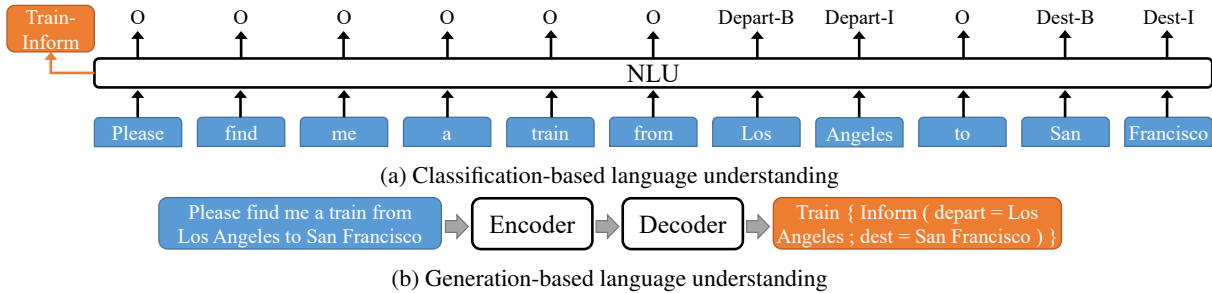 Train-
Inform
O O O O O O Depart-B Depart-I O Dest-B Dest-I
NLU
Please find me a train from Los Angeles to San Francisco
(a) Classification-based language understanding
Please find me a train from
Los Angeles to San Francisco
Encoder
Decoder
Train { Inform ( depart = Los
Angeles ; dest = San Francisco ) }
(b) Generation-based language understanding